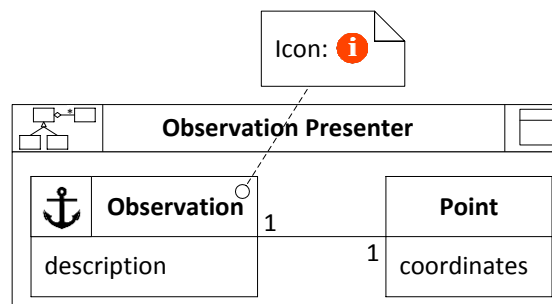 Icon: i
Observation Presenter
Observation
Point
1
1
description
coordinates